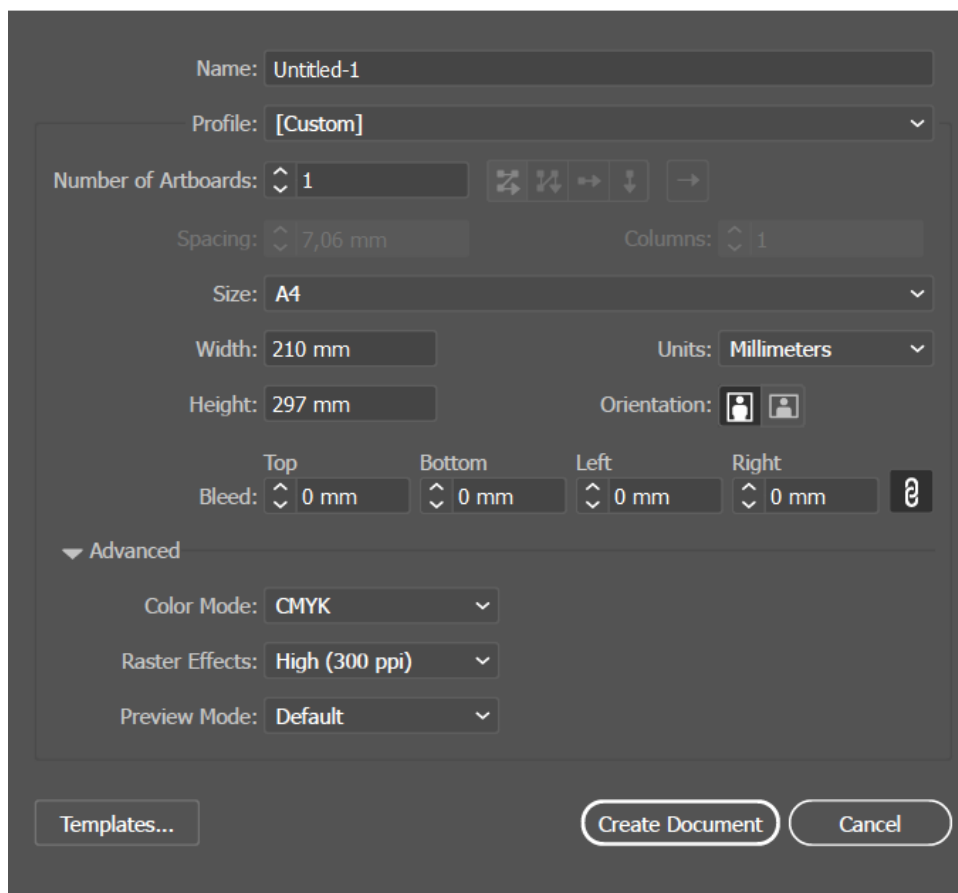 Name: Untitled-1
Profile: [Custom]
Number of Artboards: 1
Spacing: 7,06 mm Columns: 1
Size: A4
Width: 210 mm Units: Millimeters
Height: 297 mm Orientation:
Top Bottom Left Right
Bleed: 0 mm 0 mm 0 mm 0 mm
Advanced
Color Mode: CMYK
Raster Effects: High (300 ppi)
Preview Mode: Default
Templates... Create Document Cancel